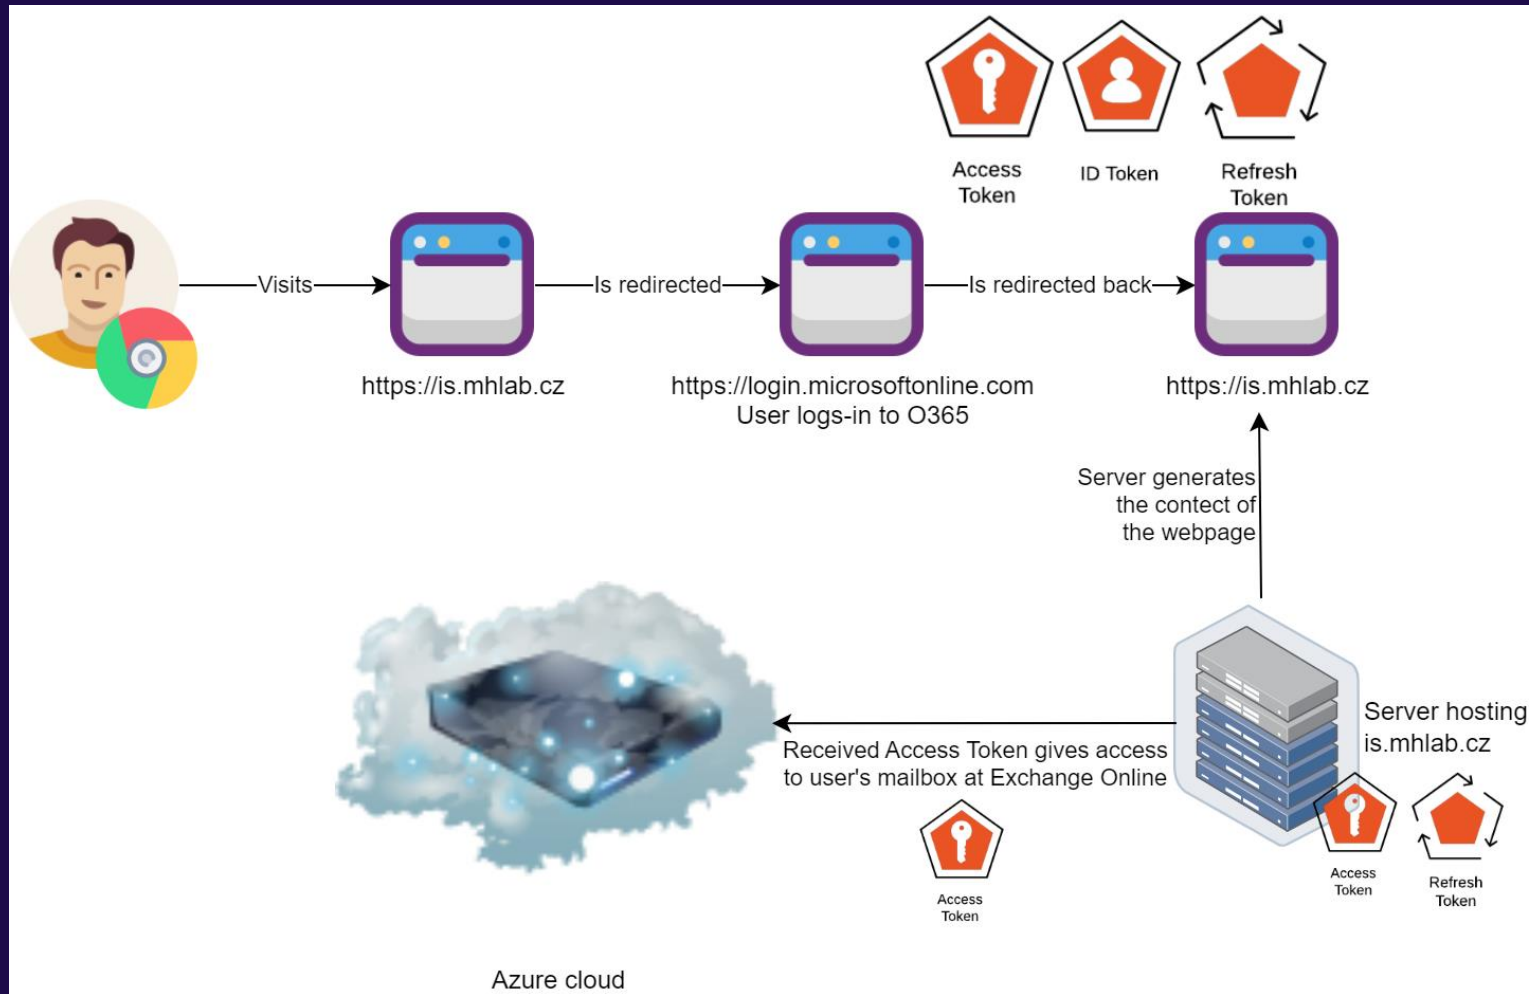 Access
Token
ID Token
Refresh
Token
Visits
Is redirected
Is redirected back
https://is.mhlab.cz
https://login.microsoftonline.com
User logs-in to O365
https://is.mhlab.cz
Server generates
the contect of
the webpage
Server hosting
is.mhlab.cz
Received Access Token gives access
to user's mailbox at Exchange Online
Access
Token
Access
Token
Refresh
Token
Azure cloud